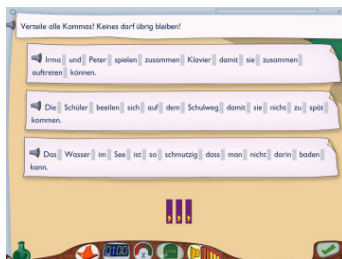 Verteile alle Kommas! Keines darf übrig bleiben!
Irma und Peter spielen zusammen Klavier damit sie zusammen
auftreten können.
Die Schüler beeilen sich auf dem Schulweg damit sie nicht zu spät
kommen.
Das Wasser im See ist so schmutzig dass man nicht darin baden
kann.
, , ,
01:00